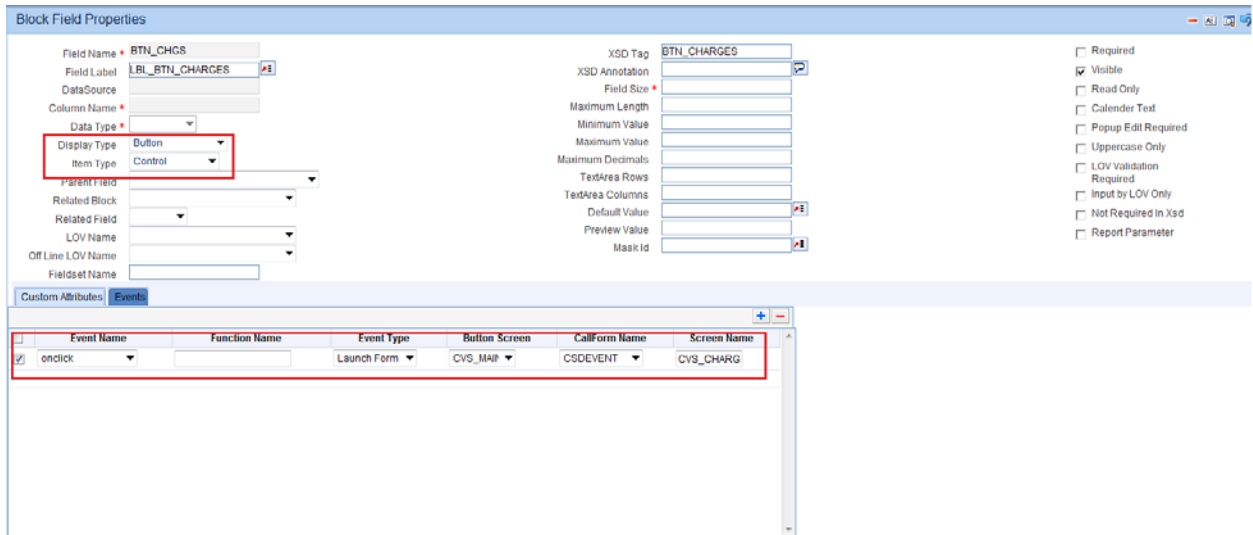 Block Field Properties
Field Name * BTN_CHGS
Field Label LBL_BTN_CHARGES
DataSource
Column Name *
Data Type *
Display Type Button
Item Type Control
Parent Field
Related Block
Related Field
LOV Name
Off Line LOV Name
Fieldset Name
XSD Tag BTN_CHARGES
XSD Annotation
Field Size *
Maximum Length
Minimum Value
Maximum Value
Maximum Decimals
TextArea Rows
TextArea Columns
Default Value
Preview Value
Mask Id
Required
Visible
Read Only
Calender Text
Popup Edit Required
Uppercase Only
LOV Validation
Required
Input by LOV Only
Not Required in Xsd
Report Parameter
Custom Attributes Events
Event Name Function Name Event Type Button Screen CallForm Name Screen Name
onclick Launch Form CVS_MAIN CSDEVENT CVS_CHARG